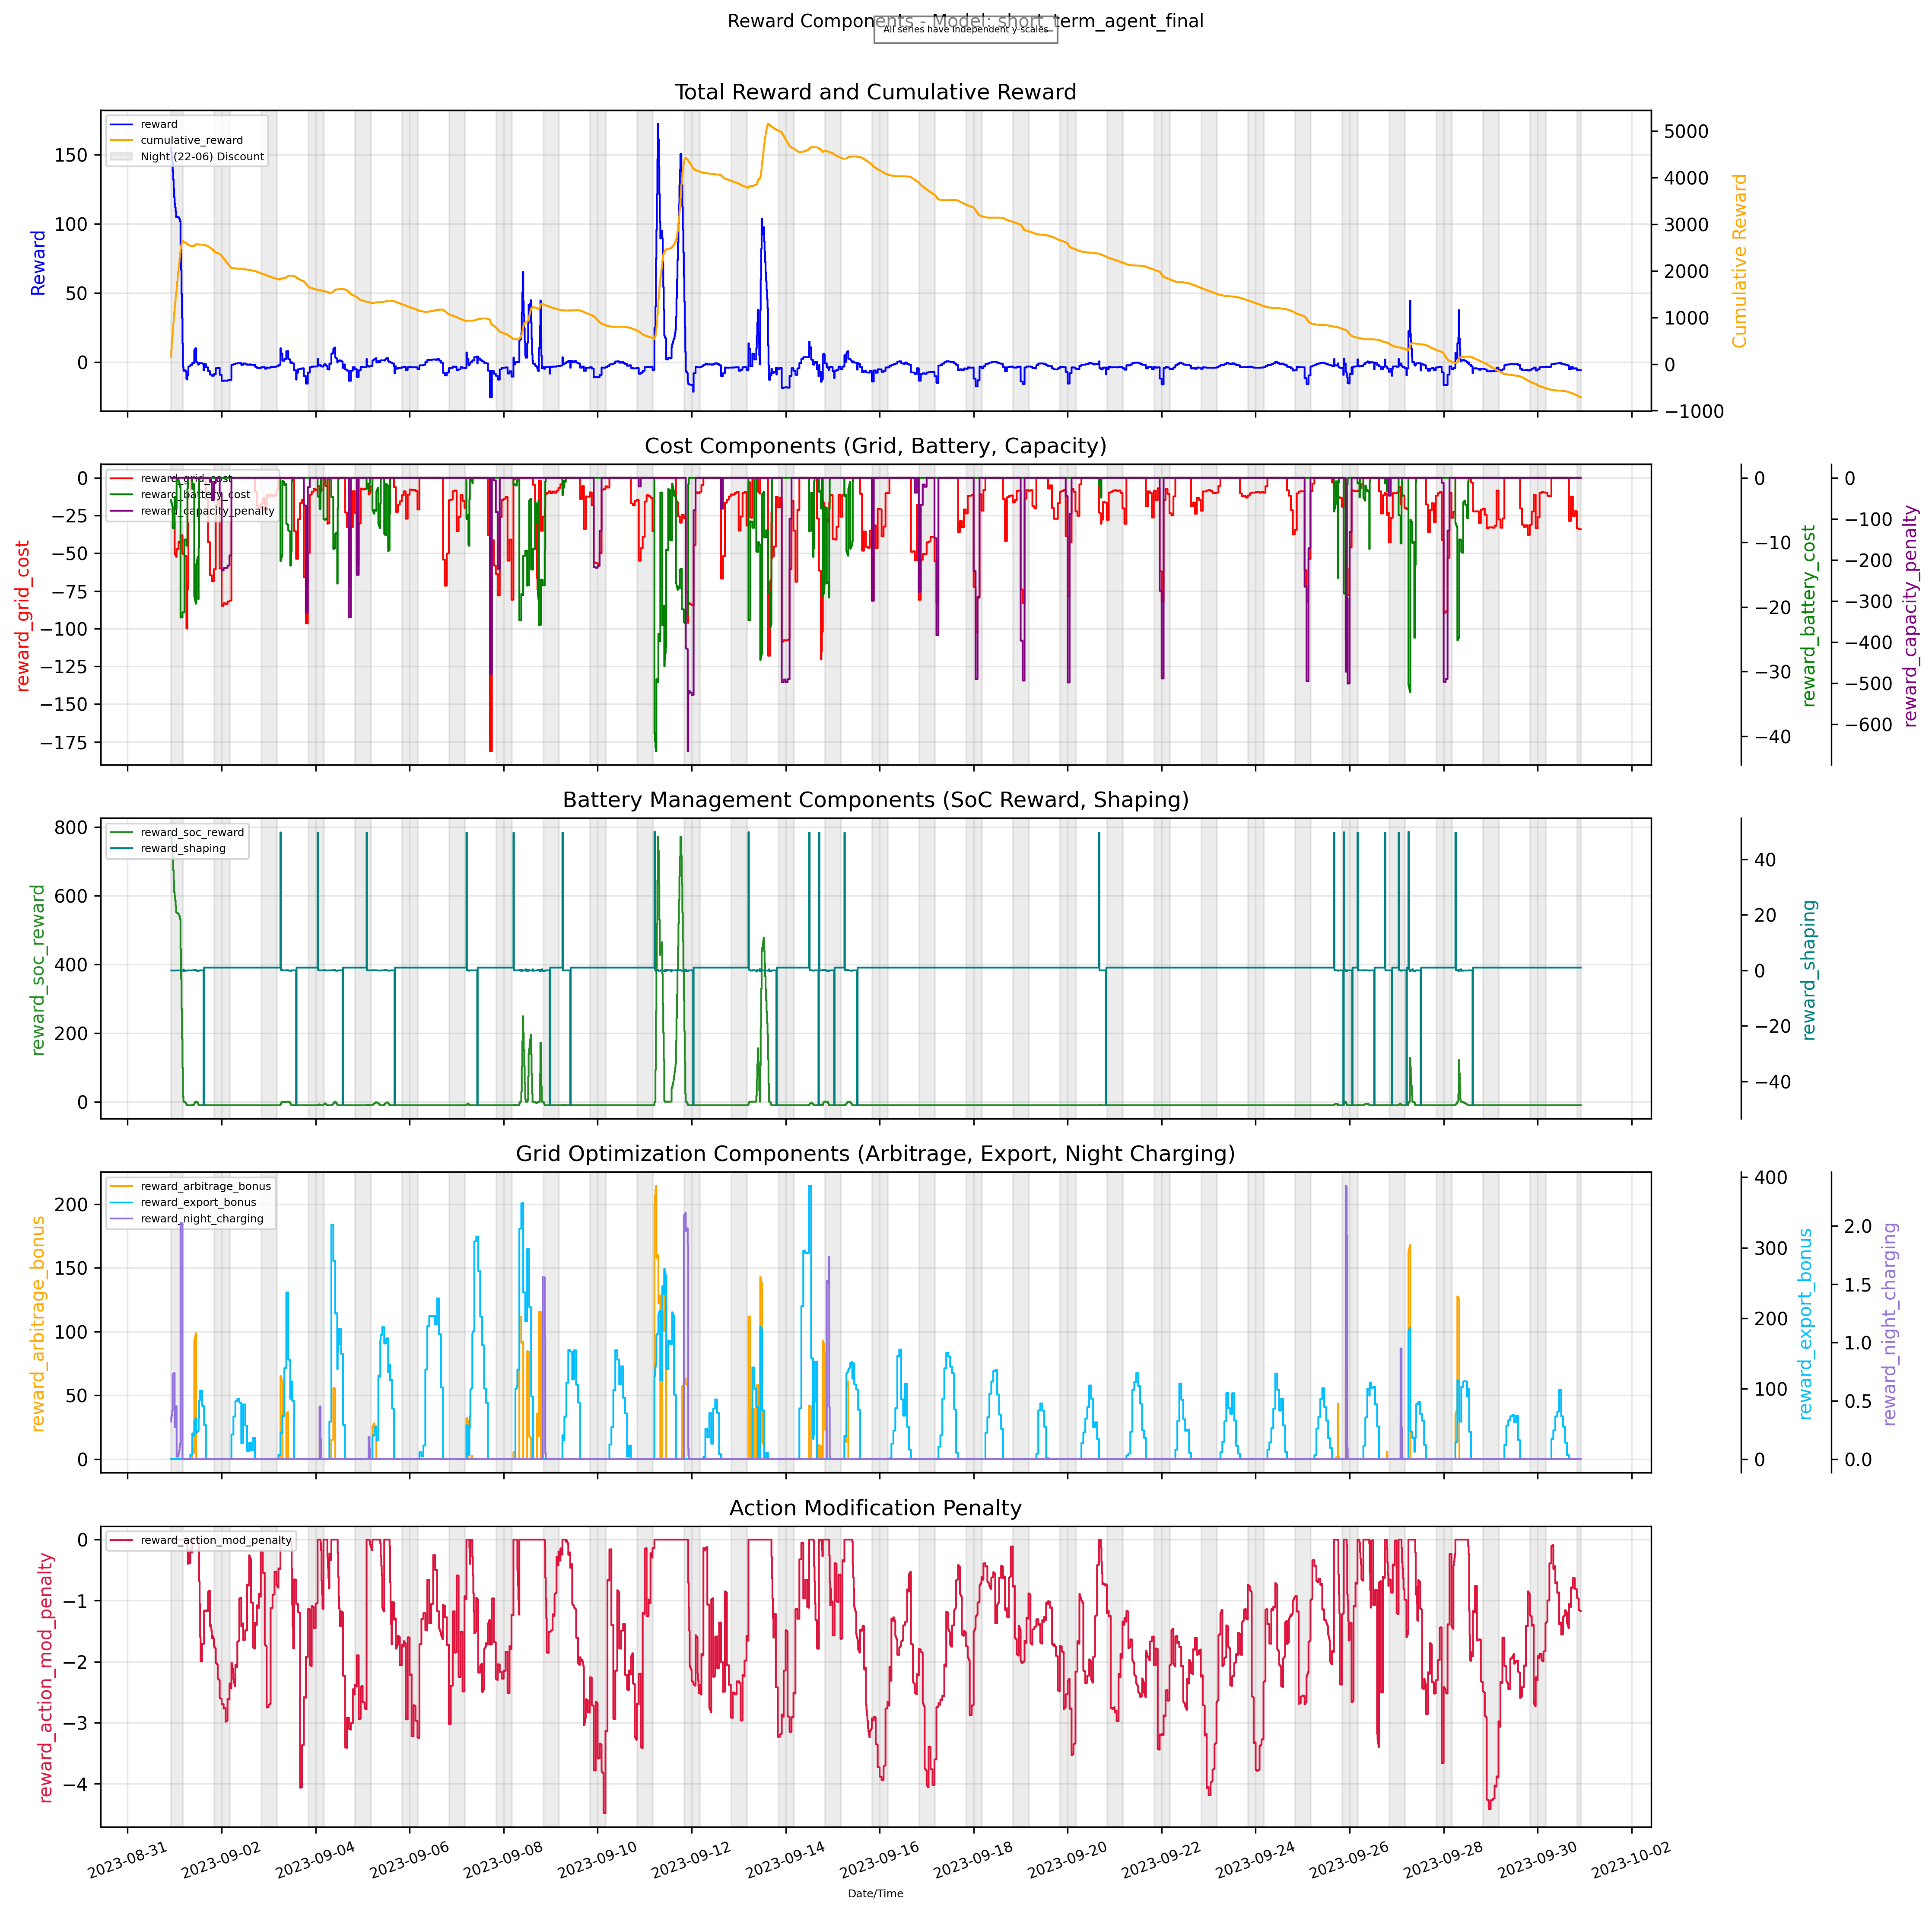 Reward Components - Model: short_term_agent_final
All series have independent y-scales
Total Reward and Cumulative Reward
reward
cumulative_reward
Night (22-06) Discount
Reward
150
100
50
0
5000
4000
3000
2000
1000
0
−1000
Cumulative Reward
Cost Components (Grid, Battery, Capacity)
reward_grid_cost
reward_battery_cost
reward_capacity_penalty
reward_grid_cost
0
−25
−50
−75
−100
−125
−150
−175
0
−10
−20
−30
−40
reward_battery_cost
0
−100
−200
−300
−400
−500
−600
reward_capacity_penalty
Battery Management Components (SoC Reward, Shaping)
reward_soc_reward
reward_shaping
reward_soc_reward
800
600
400
200
0
40
20
0
−20
−40
reward_shaping
Grid Optimization Components (Arbitrage, Export, Night Charging)
reward_arbitrage_bonus
reward_export_bonus
reward_night_charging
reward_arbitrage_bonus
200
150
100
50
0
400
300
200
100
0
reward_export_bonus
2.0
1.5
1.0
0.5
0.0
reward_night_charging
Action Modification Penalty
reward_action_mod_penalty
reward_action_mod_penalty
0
−1
−2
−3
−4
2023-08-31
2023-09-02
2023-09-04
2023-09-06
2023-09-08
2023-09-10
2023-09-12
2023-09-14
2023-09-16
2023-09-18
2023-09-20
2023-09-22
2023-09-24
2023-09-26
2023-09-28
2023-09-30
2023-10-02
Date/Time